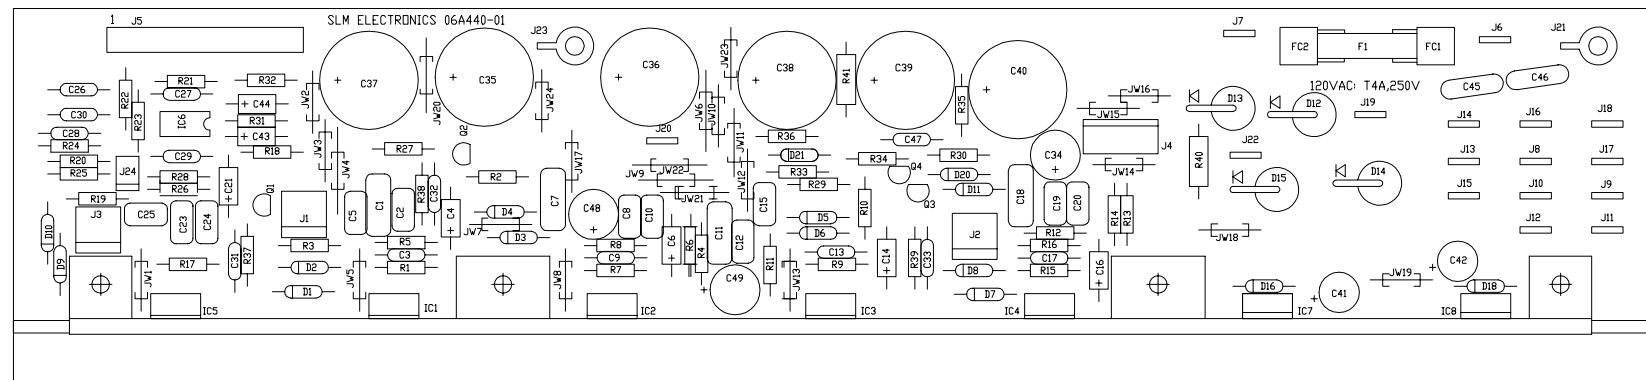 1 J5 SLM ELECTRONICS 06A440-01
J23 J7 J6 J21
FC2 F1 FC1
C37 C35 C36 C38 C39 C40
JW20 JW23 R41
120VAC: T4A,250V
C45 C46
C26 R22 R21 C27 R32 C44 JW2
C30 R23 IC6 R31 C43
C28 R24 R18 JW3
JW24 JW6 JW10 R35
JW16 JW15 D13 D12 J19
J14 J16 J18
R20 R25 J24 C29 R28 R26 C21
Q1 JW4 R27 Q2 JW17 J20
JW11 R36 C47 D21 R34 R30 C34 J4
JW14 R40 J22
J13 J8 J17
R19 J3 C25 C23 C24 J1
C5 C1 C2 R38 C32 C4 R2 C7
JW9 JW22 JW21 JW12 R33 R29 Q4 D20 D11 Q3
C18 C19 C20 D15 D14
J15 J10 J9
D10 D9 C31 R37 R3
D4 JW7 D3 C48 C8 C10
C6 R6 R4 C11 C12 C15 D5 D6 R10
J2 R12 R14 R13 JW18
J12 J11
JW1 R17 D2 D1 JW5
R5 C3 R1 JW8
R8 C9 R7
C49 R11 JW13 C13 R9 C14 R39 C33
D8 D7 R16 C17 R15 C16
D16 C41 JW19 C42 D18
IC5 IC1 IC2 IC3 IC4 IC7 IC8